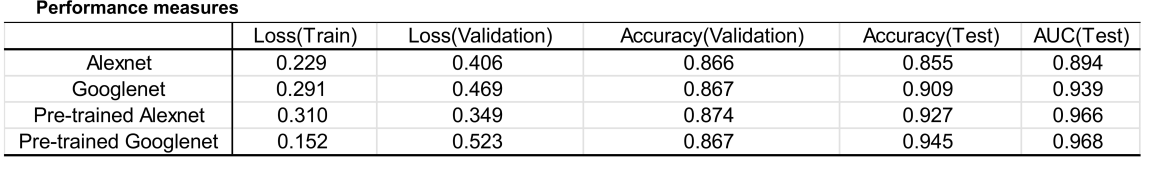 Performance measures
Loss(Train) Loss(Validation) Accuracy(Validation) Accuracy(Test) AUC(Test)
Alexnet 0.229 0.406 0.866 0.855 0.894
Googlenet 0.291 0.469 0.867 0.909 0.939
Pre-trained Alexnet 0.310 0.349 0.874 0.927 0.966
Pre-trained Googlenet 0.152 0.523 0.867 0.945 0.968